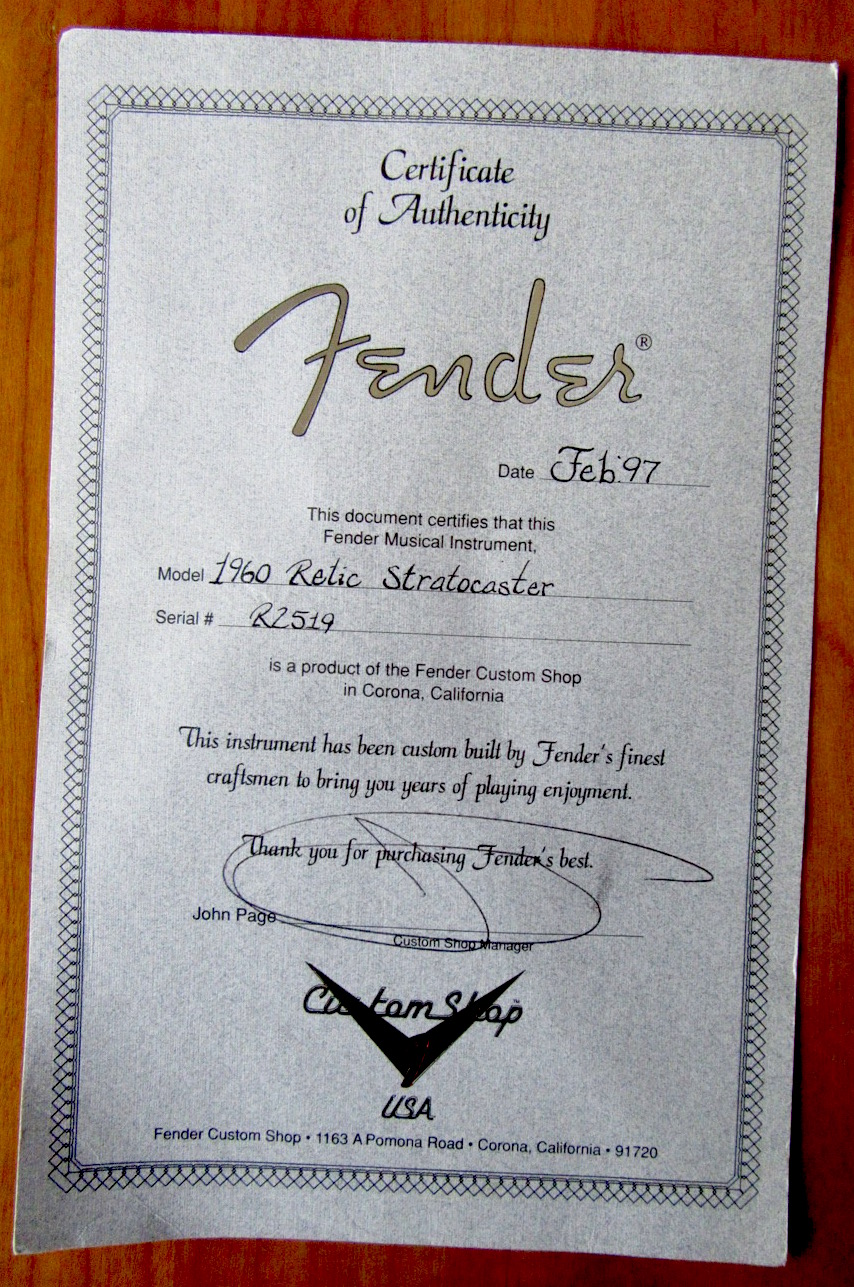 Certificate
of Authenticity
Fender®
Date Feb'97
This document certifies that this
Fender Musical Instrument,
Model 1960 Relic Stratocaster
Serial # R2519
is a product of the Fender Custom Shop
in Corona, California
This instrument has been custom built by Fender's finest
craftsmen to bring you years of playing enjoyment.
Thank you for purchasing Fender's best.
John Page
Custom Shop Manager
Custom Shop™
USA
Fender Custom Shop • 1163 A Pomona Road • Corona, California • 91720